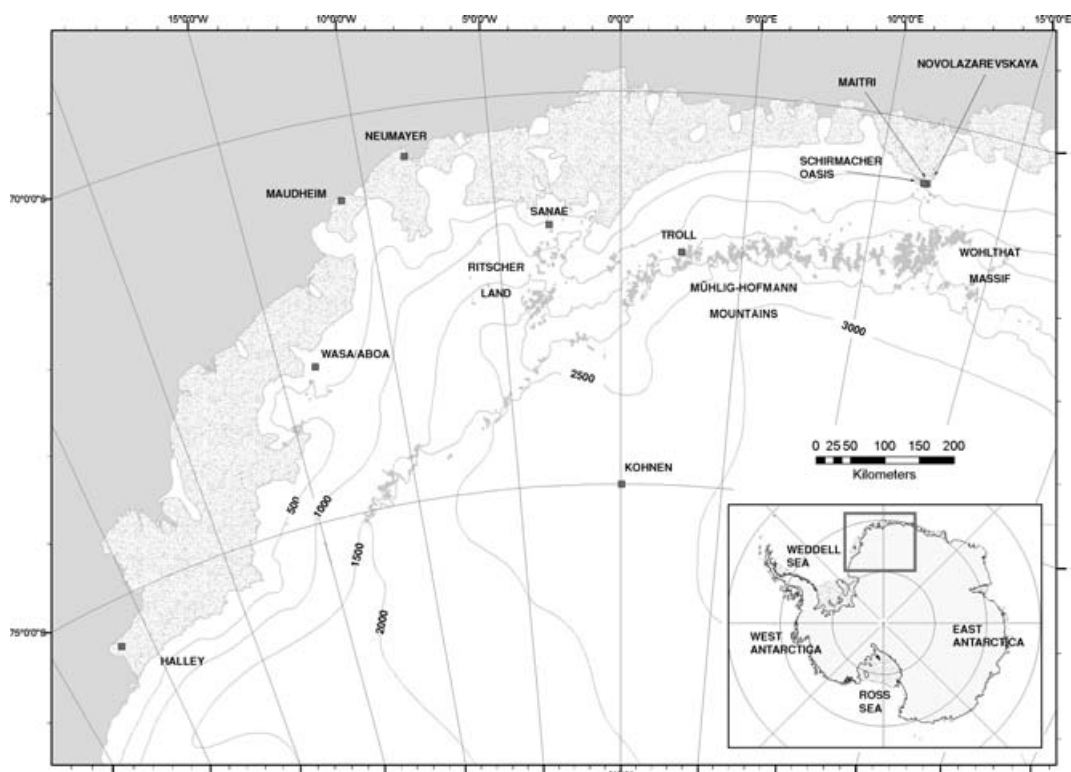 15°0'0"W
10°0'0"W
5°0'0"W
0°0'0"
5°0'0"E
10°0'0"E
15°0'0"E
NOVOLAZAREVSKAYA
MAITRI
NEUMAYER
SCHIRMACHER
OASIS
MAUDHEIM
70°0'0"S
SANAE
TROLL
RITSCHER
LAND
WOHLTHAT
MASSIF
MÜHLIG-HOFMANN
MOUNTAINS
3000
WASA/ABOA
2500
0 25 50 100 150 200
Kilometers
KOHNEN
500
1000
1500
2000
WEDDELL
SEA
WEST
ANTARCTICA
EAST
ANTARCTICA
ROSS
SEA
75°0'0"S
HALLEY